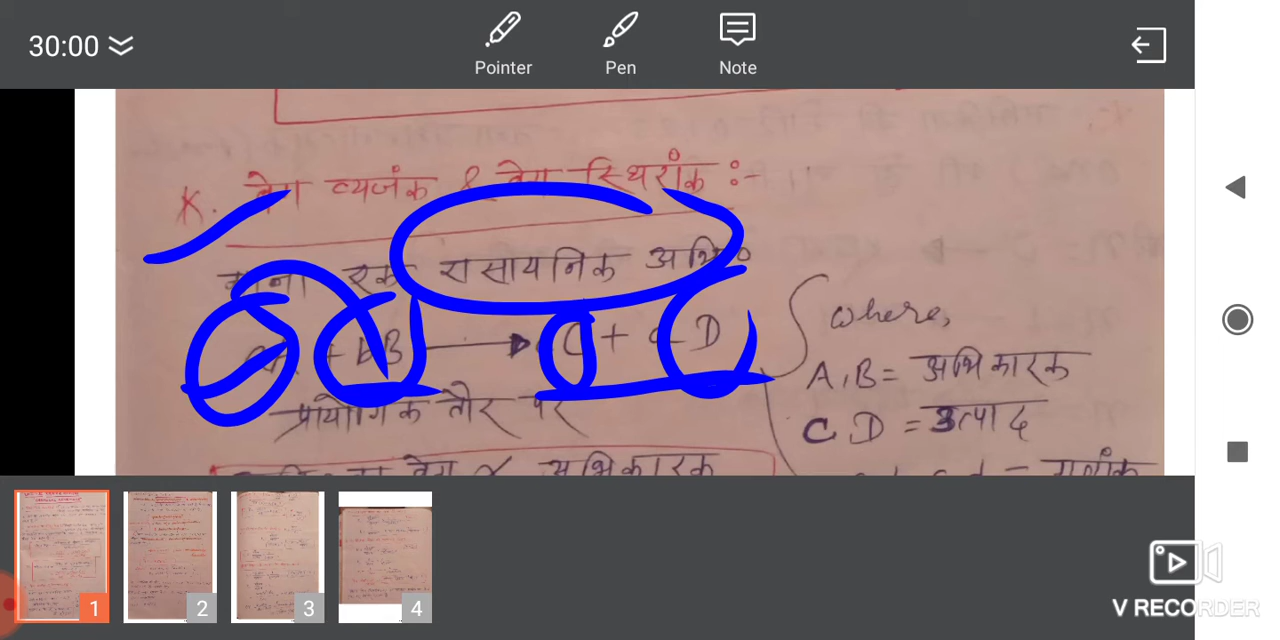 30:00
Pointer Pen Note
*. वेग व्यजंक & वेग स्थिरांक :-
माना एक रासायनिक अभि०
aA + bB → cC + dD
where,
A,B = अभिकारक
C D = उत्पाद
प्रायोगिक तौर पर
वेग ∝ अभिकारक
गुणांक
1 2 3 4
V RECORDER